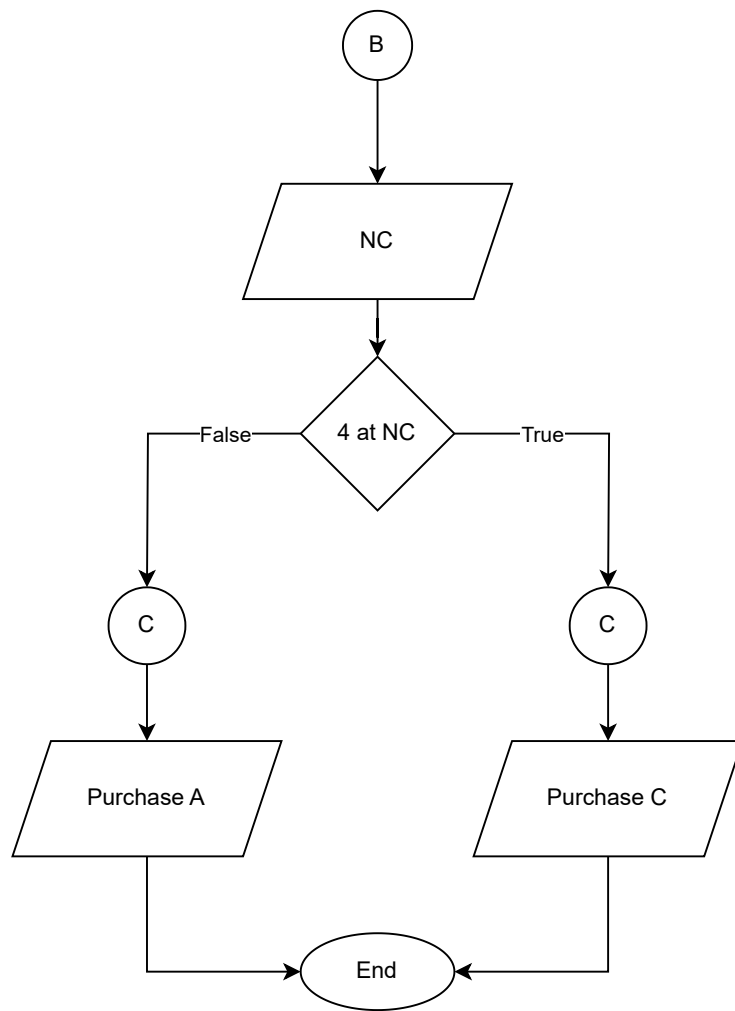 B
NC
4 at NC
False
True
C
C
Purchase A
Purchase C
End